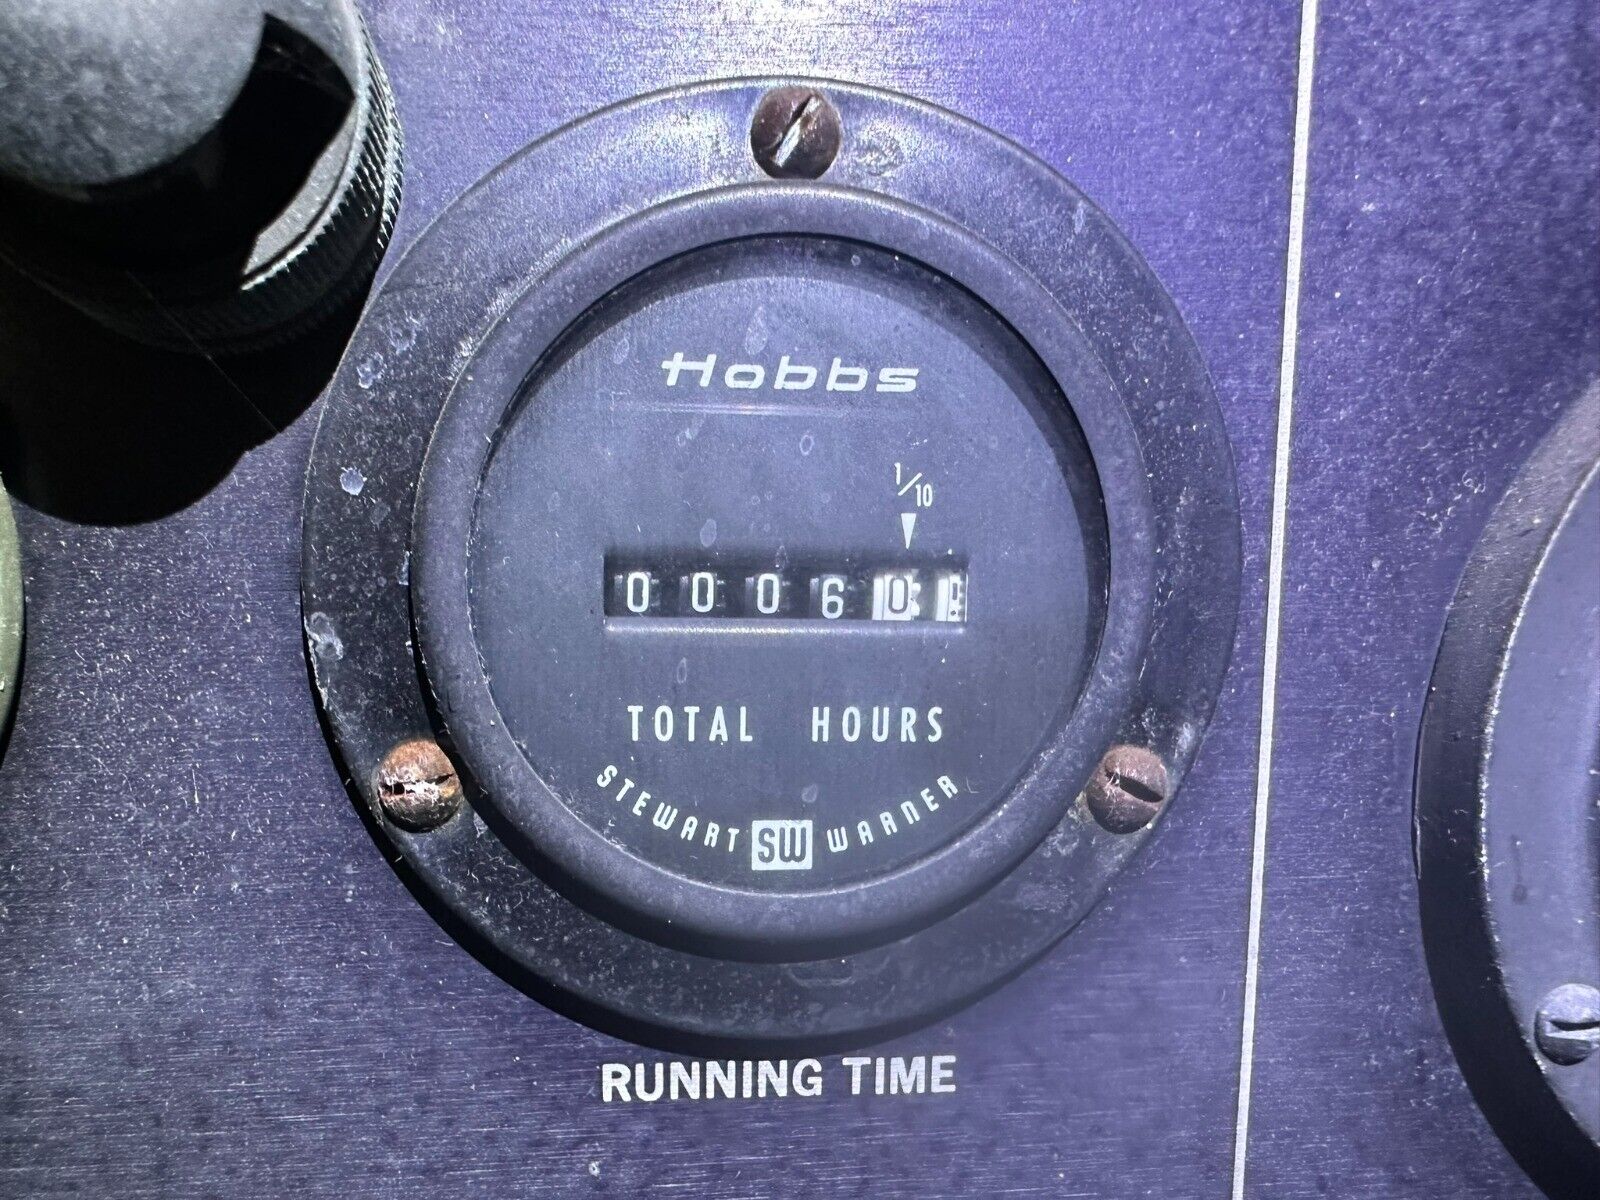 Hobbs
1/10
0 0 0 6 0
TOTAL HOURS
STEWART SW WARNER
RUNNING TIME